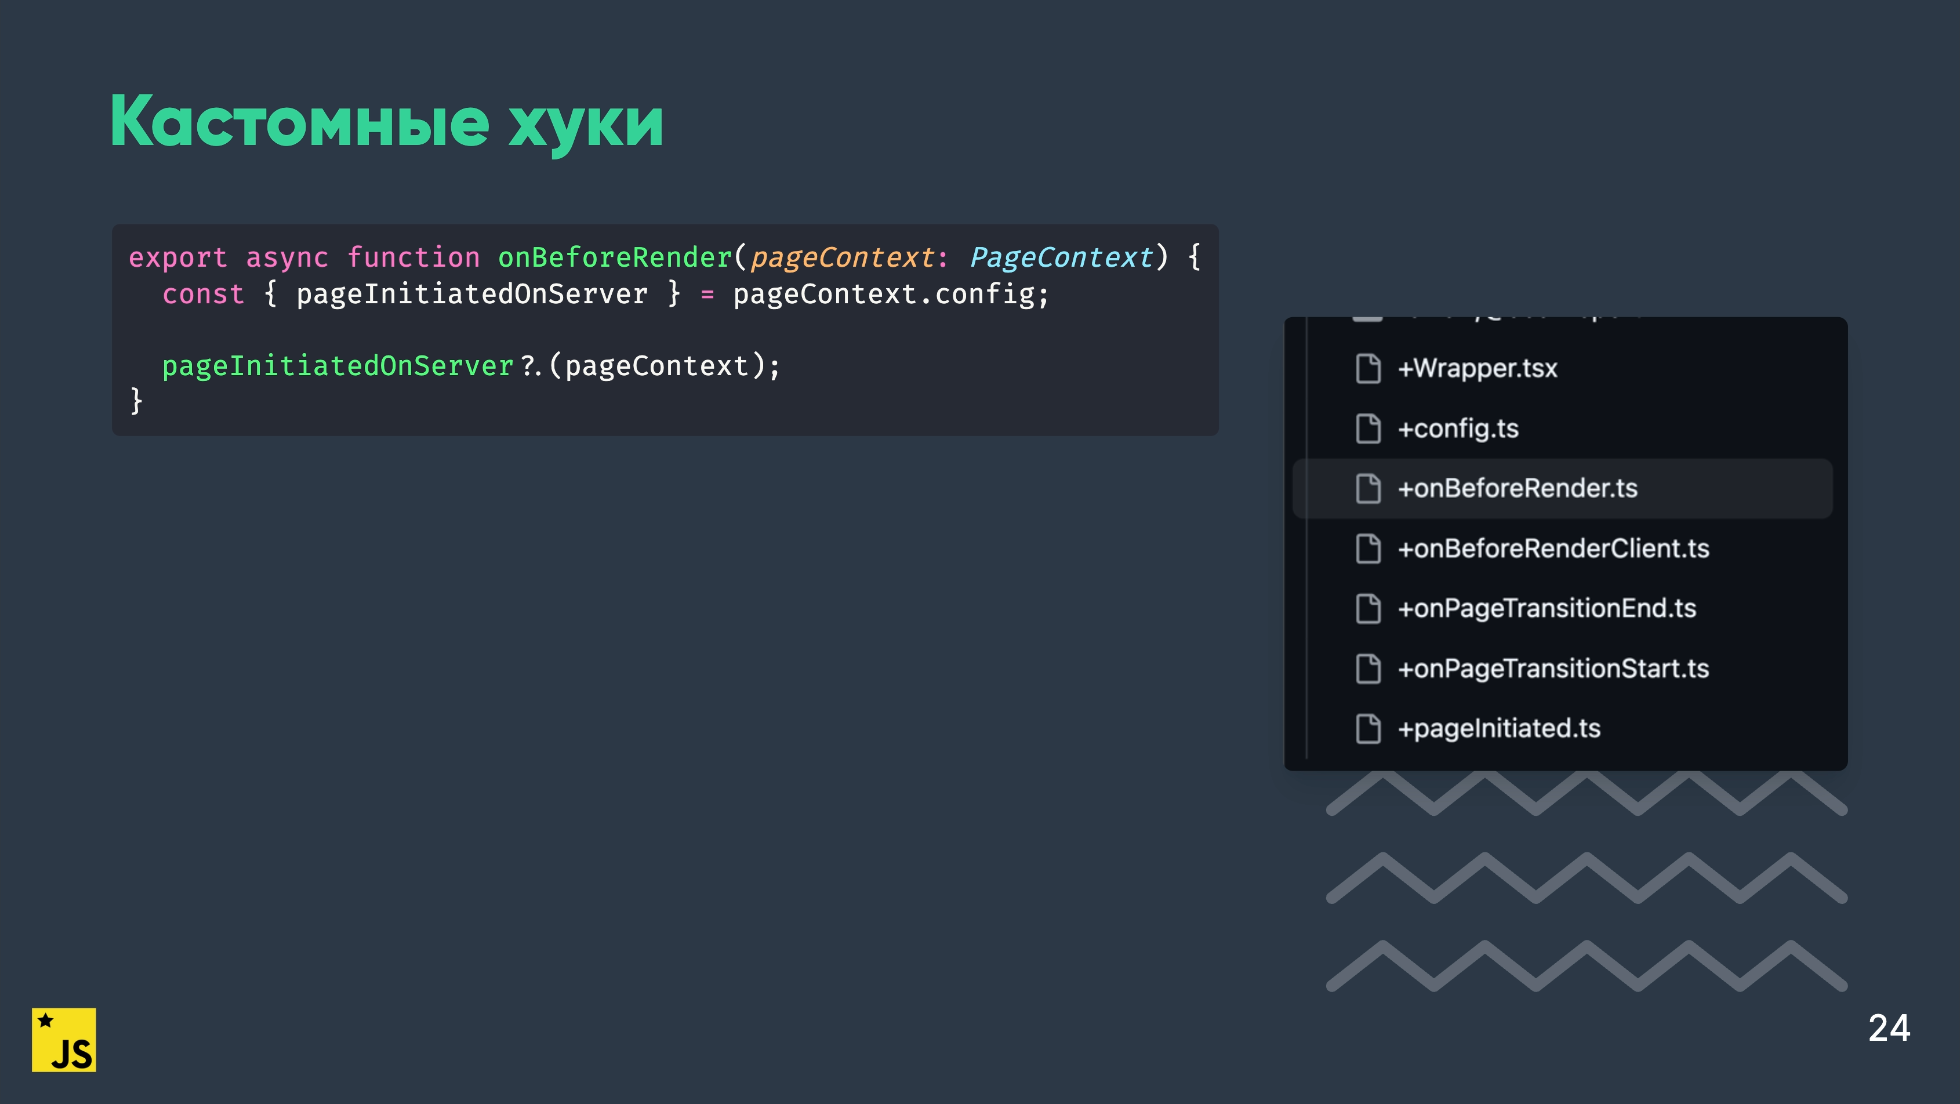 Кастомные хуки
export async function onBeforeRender(pageContext: PageContext) {
  const { pageInitiatedOnServer } = pageContext.config;
  pageInitiatedOnServer?.(pageContext);
}
+Wrapper.tsx
+config.ts
+onBeforeRender.ts
+onBeforeRenderClient.ts
+onPageTransitionEnd.ts
+onPageTransitionStart.ts
+pageInitiated.ts
JS
24